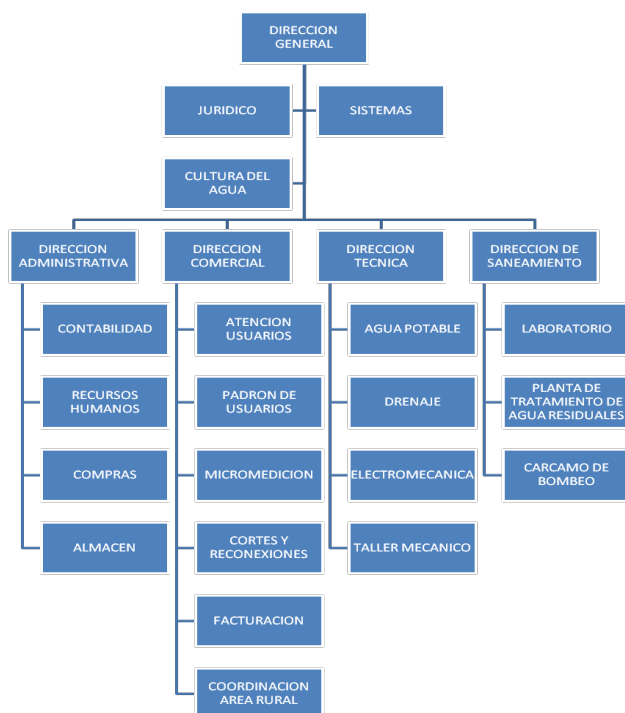 DIRECCION
GENERAL
JURIDICO
SISTEMAS
CULTURA DEL
AGUA
DIRECCION
ADMINISTRATIVA
CONTABILIDAD
RECURSOS
HUMANOS
COMPRAS
ALMACEN
DIRECCION
COMERCIAL
ATENCION
USUARIOS
PADRON DE
USUARIOS
MICROMEDICION
CORTES Y
RECONEXIONES
FACTURACION
COORDINACION
AREA RURAL
DIRECCION
TECNICA
AGUA POTABLE
DRENAJE
ELECTROMECANICA
TALLER MECANICO
DIRECCION DE
SANEAMIENTO
LABORATORIO
PLANTA DE
TRATAMIENTO DE
AGUA RESIDUALES
CARCAMO DE
BOMBEO